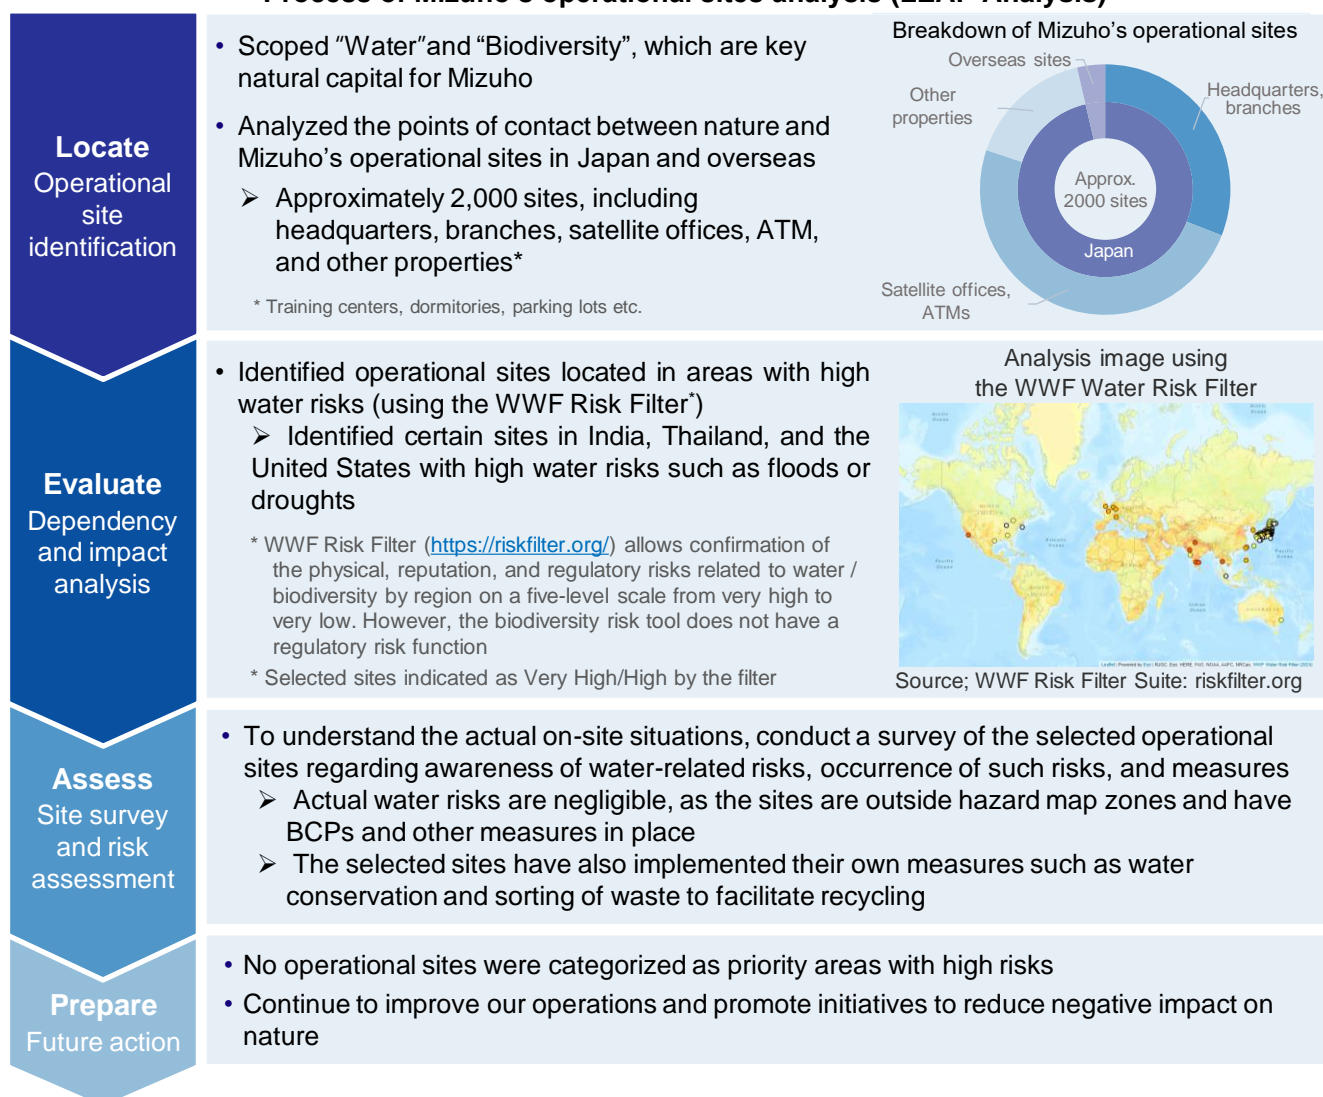 Process of Mizuho's operational sites analysis (LEAP Analysis)
Locate
Operational
site
identification
• Scoped "Water"and "Biodiversity", which are key
natural capital for Mizuho
• Analyzed the points of contact between nature and
Mizuho's operational sites in Japan and overseas
➢ Approximately 2,000 sites, including
headquarters, branches, satellite offices, ATM,
and other properties*
* Training centers, dormitories, parking lots etc.
Breakdown of Mizuho's operational sites
Overseas sites
Other
properties
Headquarters,
branches
Approx.
2000 sites
Japan
Satellite offices,
ATMs
Evaluate
Dependency
and impact
analysis
• Identified operational sites located in areas with high
water risks (using the WWF Risk Filter*)
➢ Identified certain sites in India, Thailand, and the
United States with high water risks such as floods or
droughts
* WWF Risk Filter (https://riskfilter.org/) allows confirmation of
the physical, reputation, and regulatory risks related to water /
biodiversity by region on a five-level scale from very high to
very low. However, the biodiversity risk tool does not have a
regulatory risk function
* Selected sites indicated as Very High/High by the filter
Analysis image using
the WWF Water Risk Filter
Source; WWF Risk Filter Suite: riskfilter.org
Assess
Site survey
and risk
assessment
• To understand the actual on-site situations, conduct a survey of the selected operational
sites regarding awareness of water-related risks, occurrence of such risks, and measures
➢ Actual water risks are negligible, as the sites are outside hazard map zones and have
BCPs and other measures in place
➢ The selected sites have also implemented their own measures such as water
conservation and sorting of waste to facilitate recycling
Prepare
Future action
• No operational sites were categorized as priority areas with high risks
• Continue to improve our operations and promote initiatives to reduce negative impact on
nature